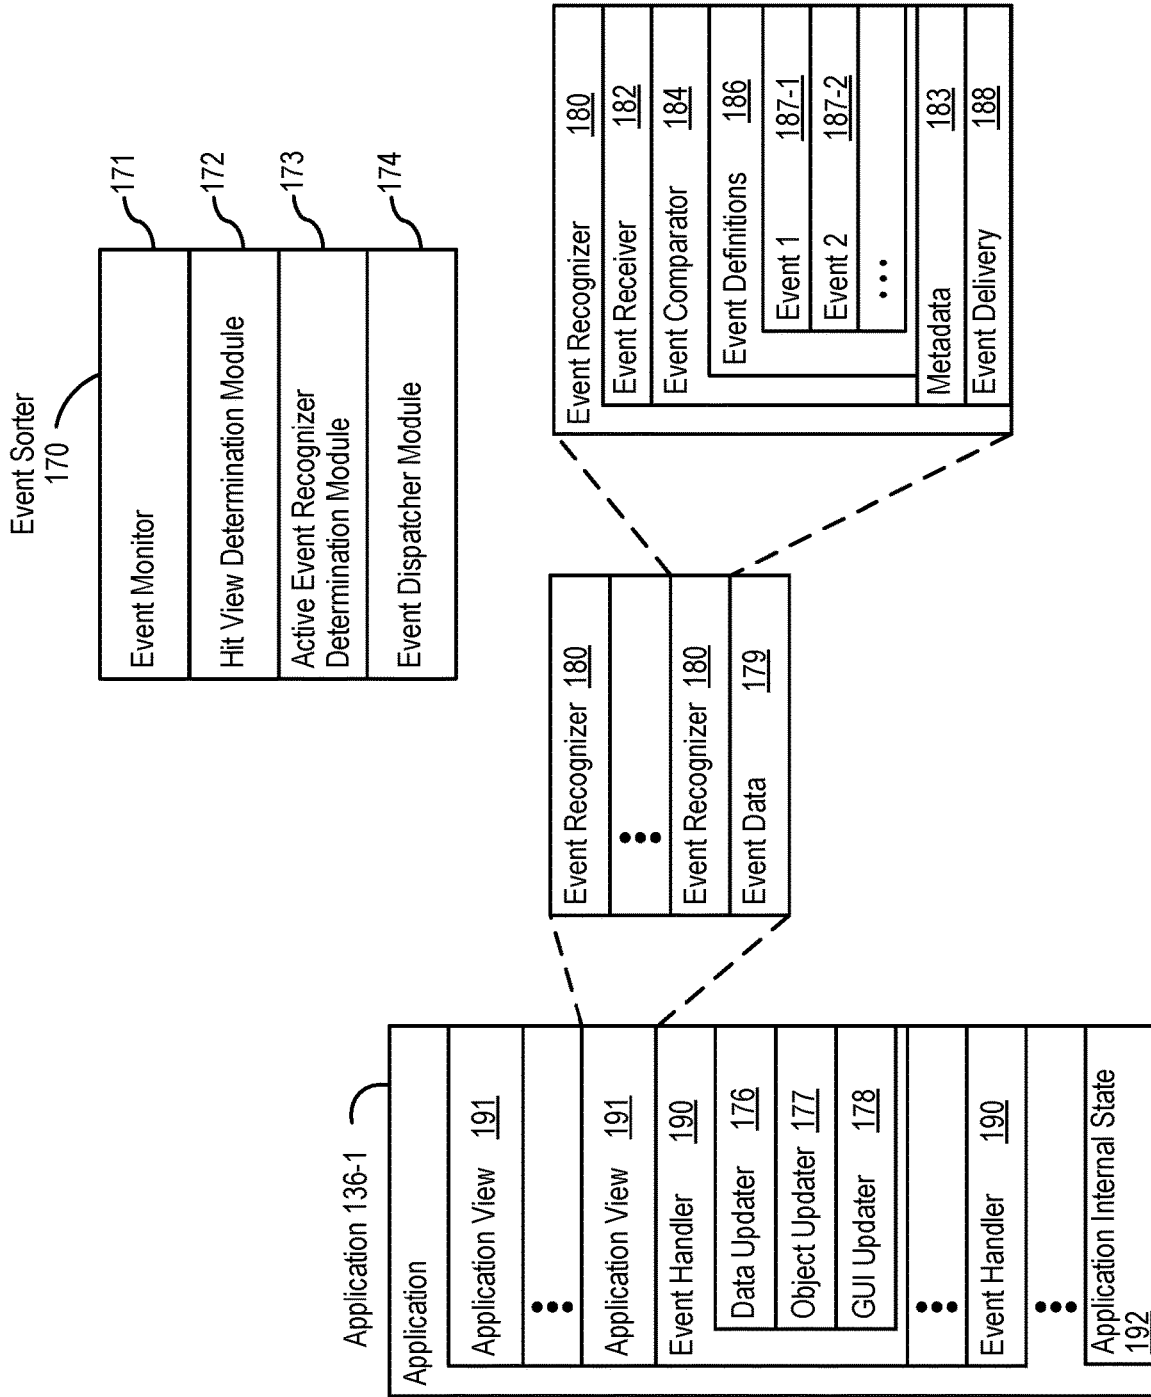 Event Sorter
170
Event Monitor
171
Hit View Determination Module
172
Active Event Recognizer
Determination Module
173
Event Dispatcher Module
174
Application 136-1
Application
Application View 191
•••
Application View 191
Event Handler 190
Data Updater 176
Object Updater 177
GUI Updater 178
•••
Event Handler 190
•••
Application Internal State
192
Event Recognizer 180
•••
Event Recognizer 180
Event Data 179
Event Recognizer 180
Event Receiver 182
Event Comparator 184
Event Definitions 186
Event 1 187-1
Event 2 187-2
•••
Metadata 183
Event Delivery 188